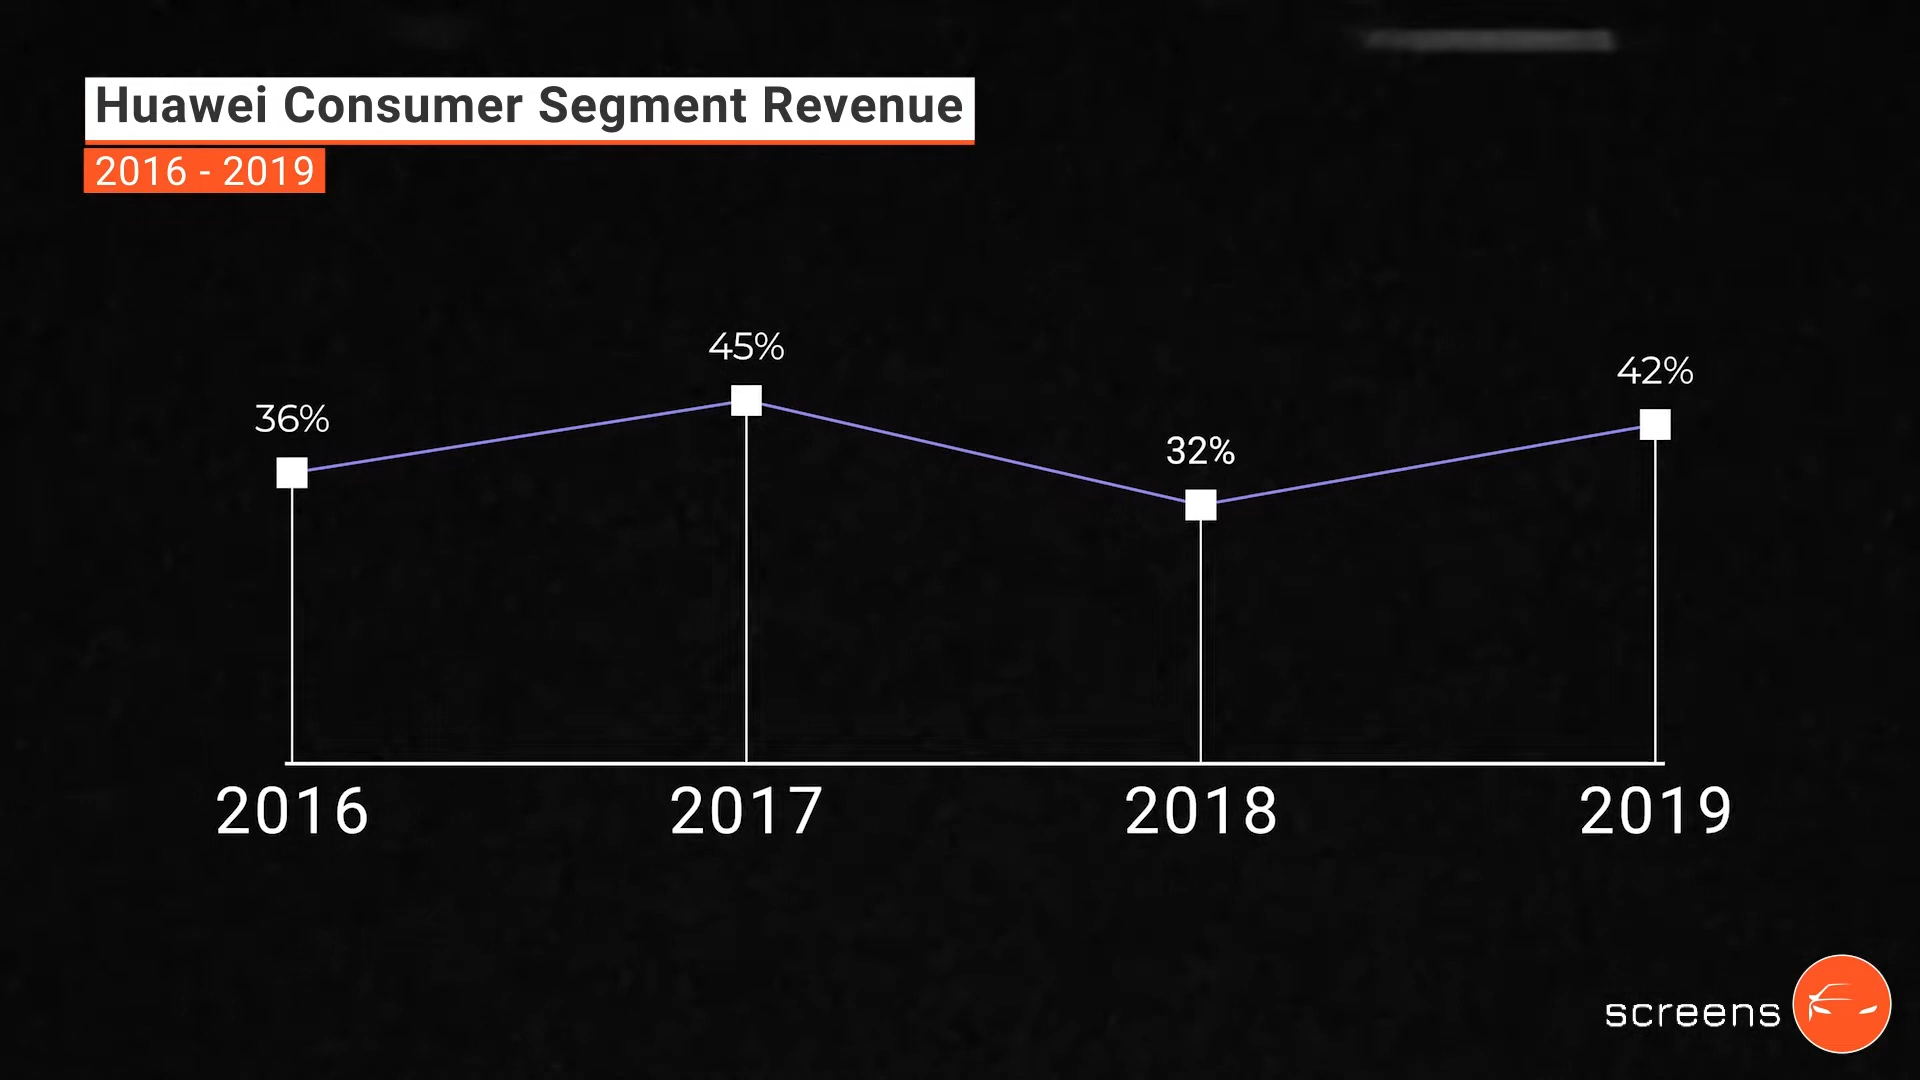 Huawei Consumer Segment Revenue
2016 - 2019
36%
45%
32%
42%
2016
2017
2018
2019
screens